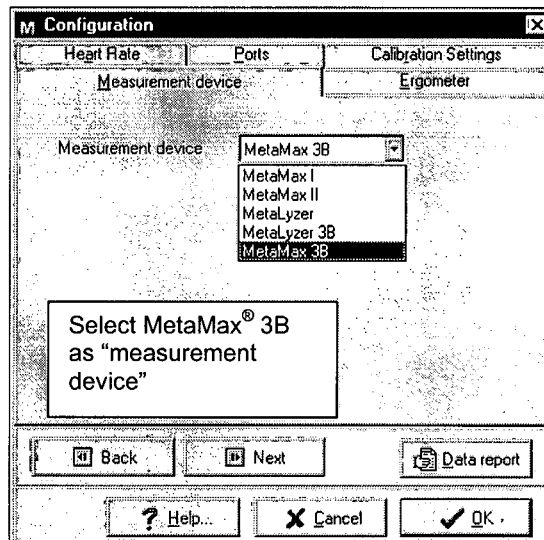 M Configuration
Heart Rate Ports Calibration Settings
Measurement device Ergometer
Measurement device MetaMax 3B
MetaMax I
MetaMax II
MetaLyzer
MetaLyzer 3B
MetaMax 3B
Select MetaMax® 3B
as “measurement
device”
Back Next Data report
? Help... Cancel OK